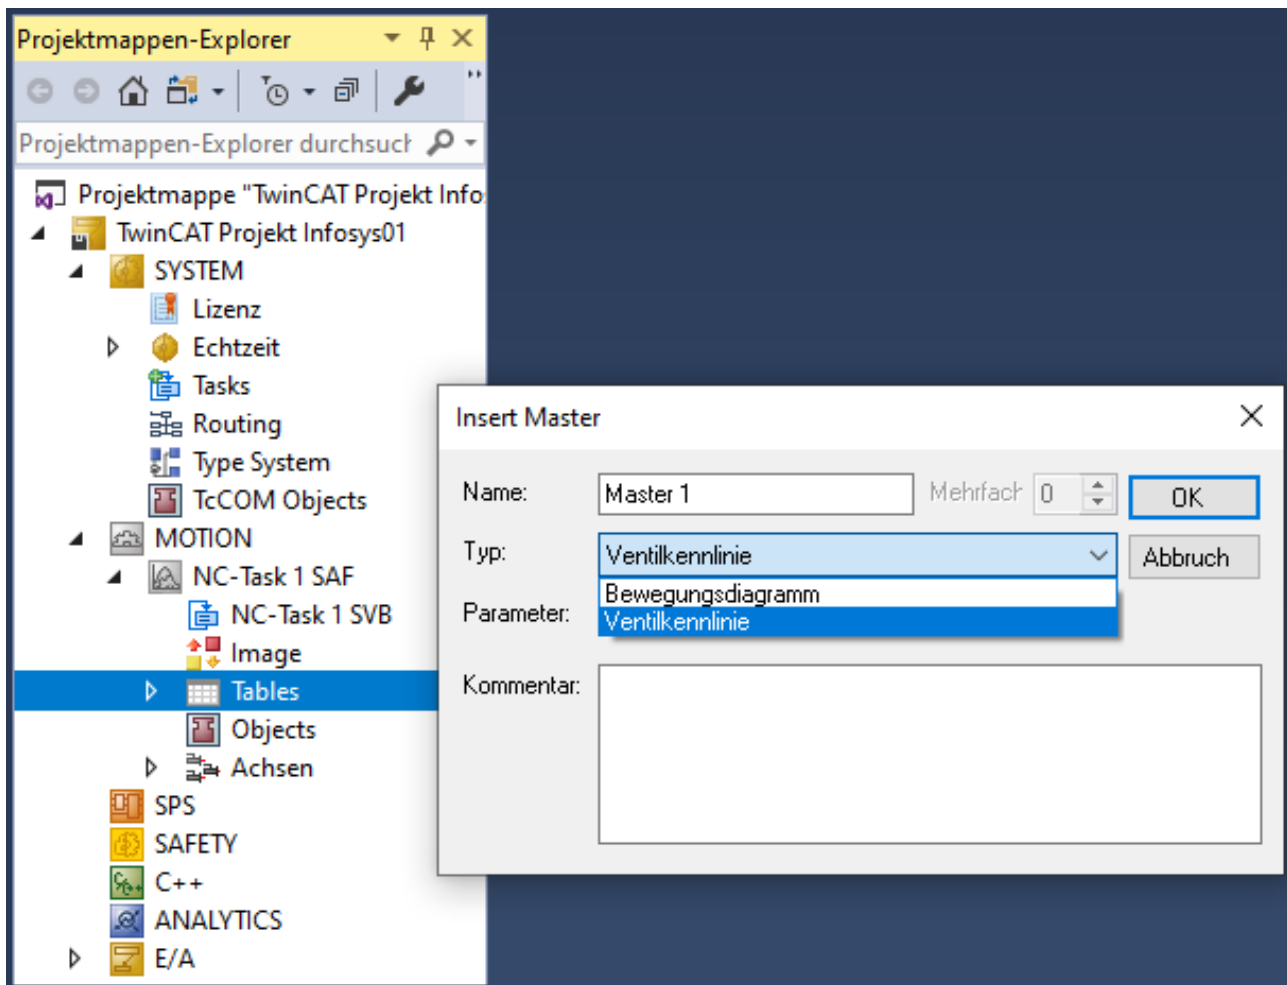 Projektmappen-Explorer
Projektmappen-Explorer durchsuch
Projektmappe "TwinCAT Projekt Info
TwinCAT Projekt Infosys01
SYSTEM
Lizenz
Echtzeit
Tasks
Routing
Type System
TcCOM Objects
MOTION
NC-Task 1 SAF
NC-Task 1 SVB
Image
Tables
Objects
Achsen
SPS
SAFETY
C++
ANALYTICS
E/A
Insert Master
Name: Master 1 Mehrfach 0 OK
Typ: Ventilkennlinie Abbruch
Bewegungsdiagramm
Parameter: Ventilkennlinie
Kommentar: